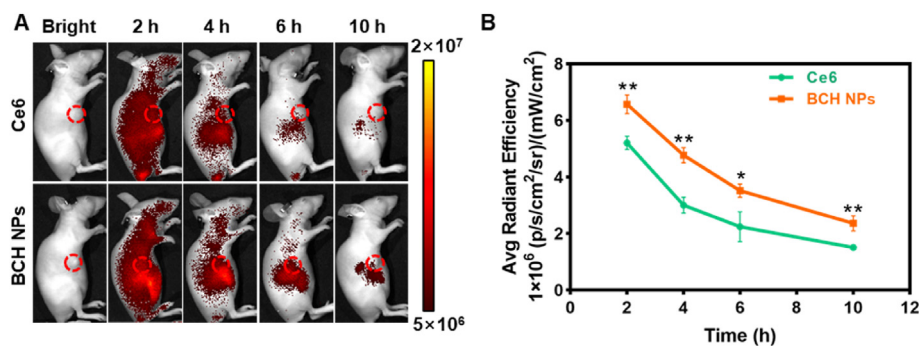 A
Bright 2 h 4 h 6 h 10 h
Ce6
BCH NPs
2×10⁷
5×10⁶
B
Avg Radiant Efficiency
1×10⁶ (p/s/cm²/sr)/(mW/cm²)
8
6
4
2
0
** ** * **
Ce6
BCH NPs
0 2 4 6 8 10 12
Time (h)